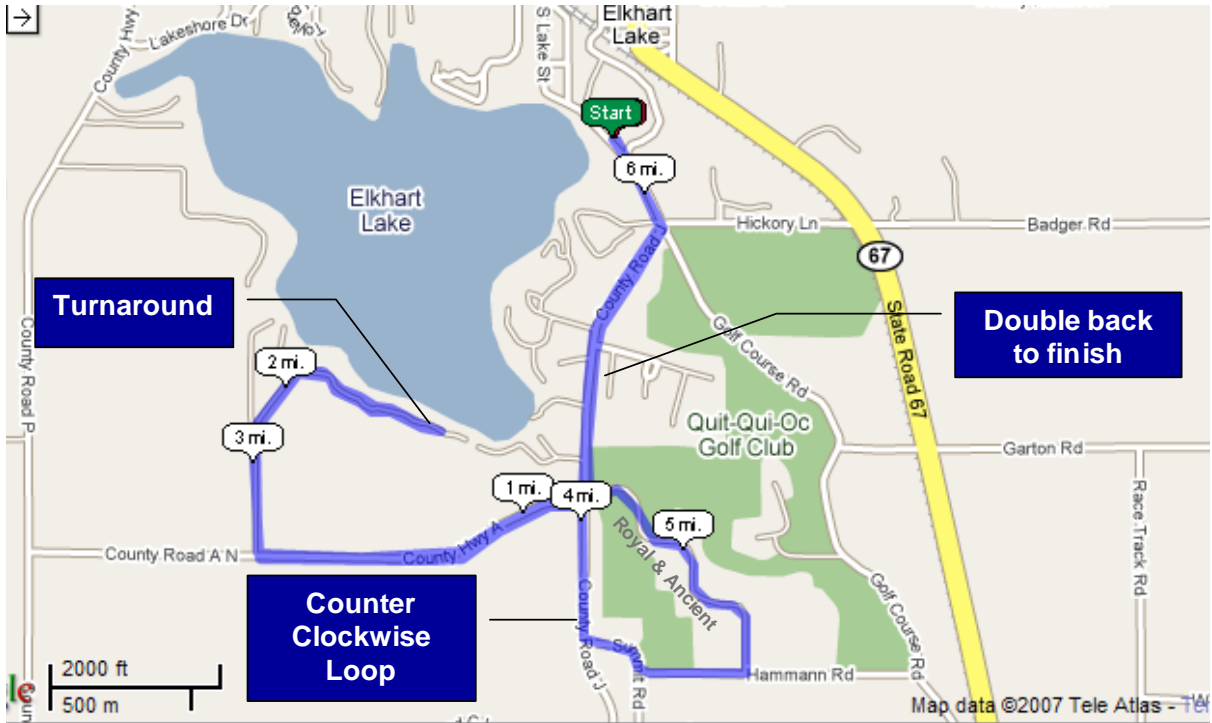 Elkhart
Lake
S Lake St
Lakeshore Dr
County Hwy
Start
6 mi.
Elkhart
Lake
Hickory Ln
Badger Rd
67
County Road J
State Road 67
Golf Course Rd
Turnaround
Double back
to finish
County Road P
2 mi.
3 mi.
Quit-Qui-Oc
Golf Club
Garton Rd
Race Track Rd
1 mi.
4 mi.
5 mi.
County Road A N
County Hwy A
Royal & Ancient
Golf Course Rd
Counter
Clockwise
Loop
County Road J
Summit Rd
Hammann Rd
2000 ft
500 m
Map data ©2007 Tele Atlas -